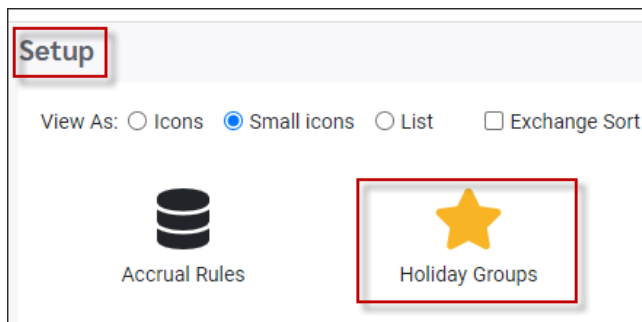 Setup
View As: Icons Small icons List Exchange Sort
Accrual Rules Holiday Groups